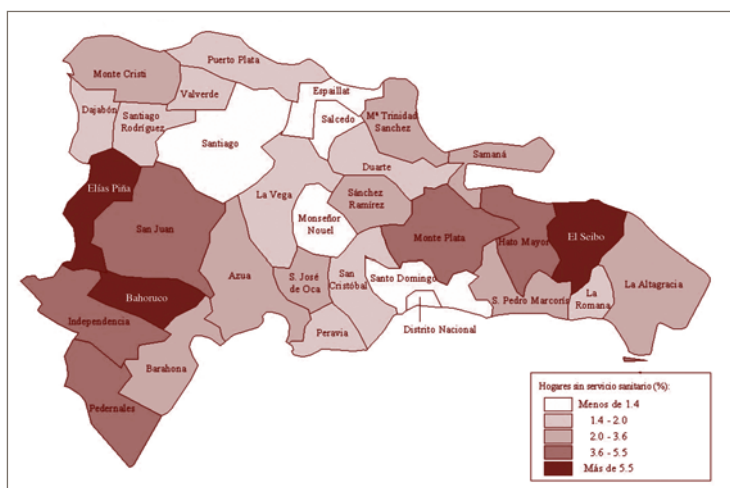 Puerto Plata
Monte Cristi
Espaillat
Valverde
Dajabón
Santiago
Rodríguez
Salcedo
Mª Trinidad
Sanchez
Santiago
Samaná
Duarte
Elías Piña
La Vega
Sánchez
Ramírez
San Juan
Monseñor
Nouel
Monte Plata
Hato Mayor
El Seibo
Azua
S. José
de Oca
San
Cristóbal
Santo Domingo
La Altagracia
Bahoruco
S. Pedro Marcorís
La
Romana
Independencia
Peravia
Distrito Nacional
Barahona
Pedernales
Hogares sin servicio sanitario (%):
Menos de 1.4
1.4 - 2.0
2.0 - 3.6
3.6 - 5.5
Más de 5.5